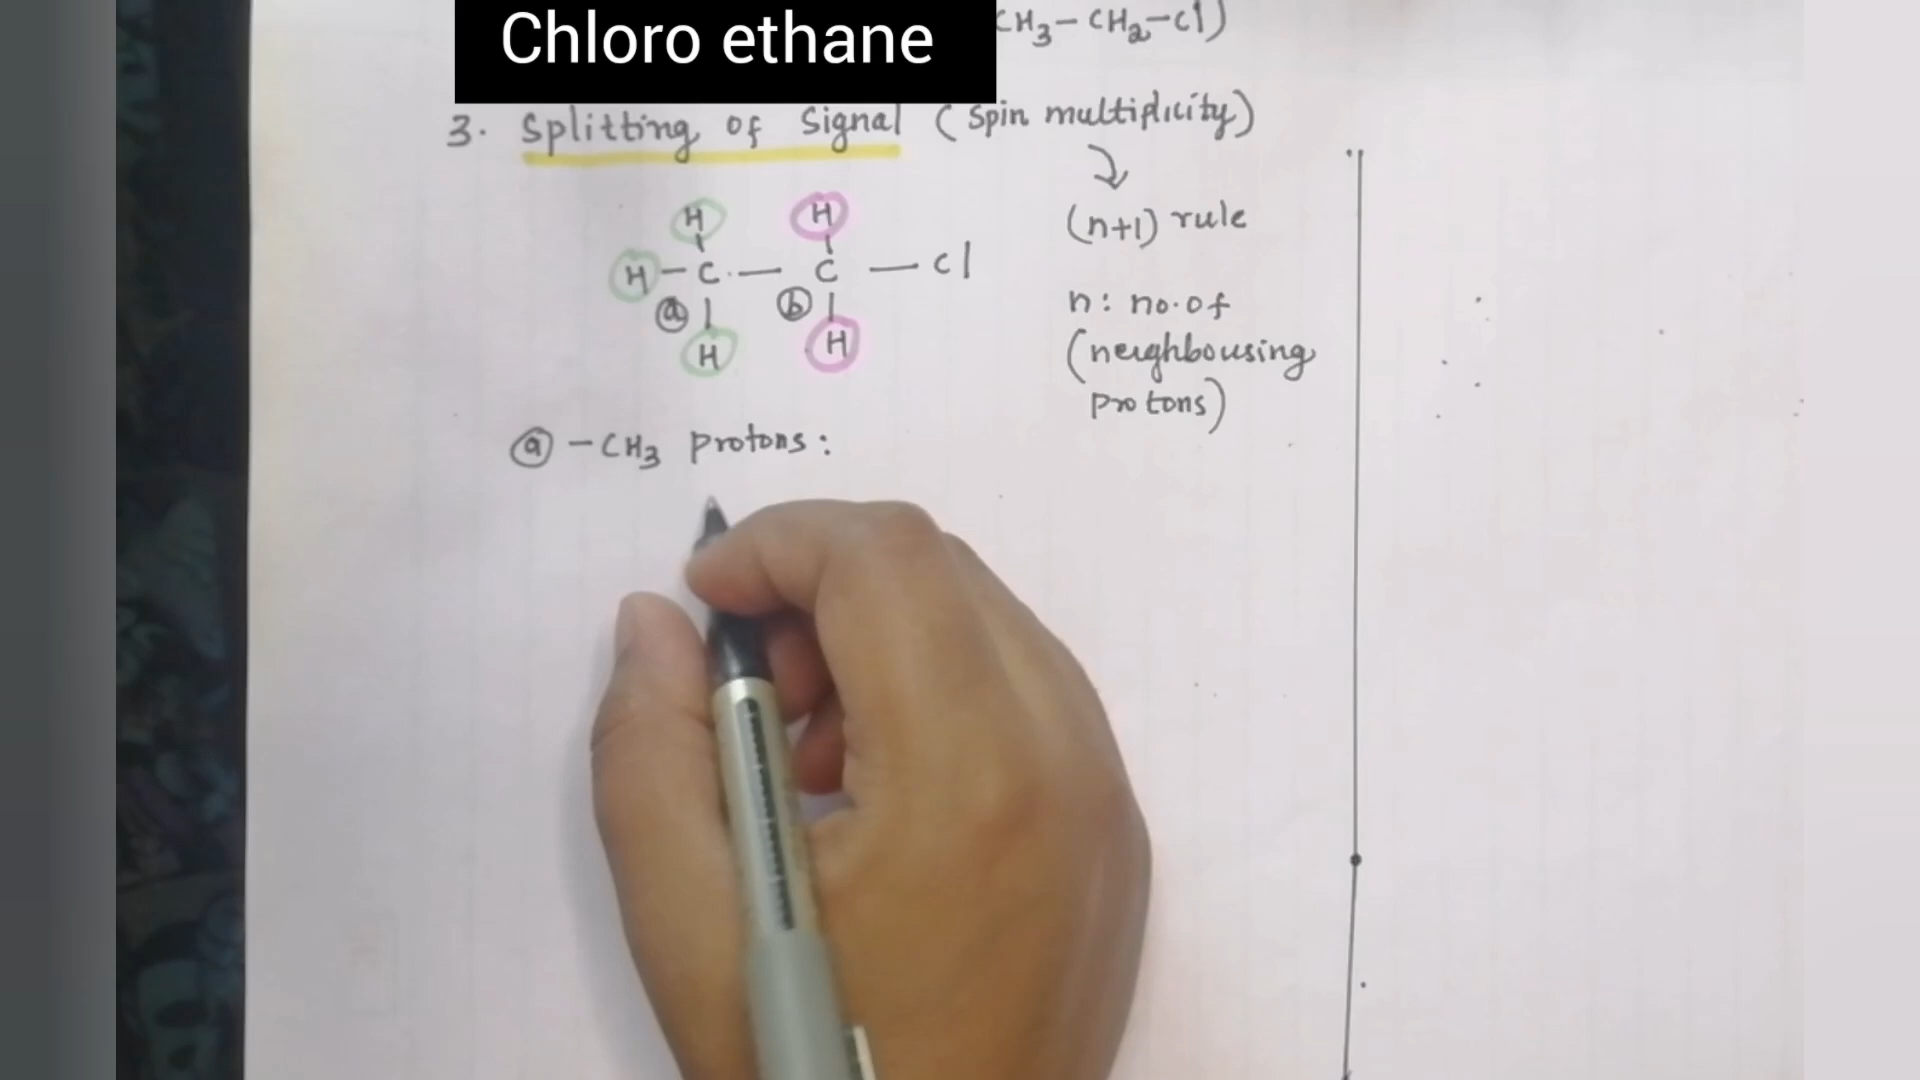 Chloro ethane
CH3 - CH2 - Cl)
3. Splitting of Signal (Spin multiplicity)
(n+1) rule
H H
H - C - C - Cl
a b
H H
n: no. of
(neighbousing
protons)
a - CH3 protons: